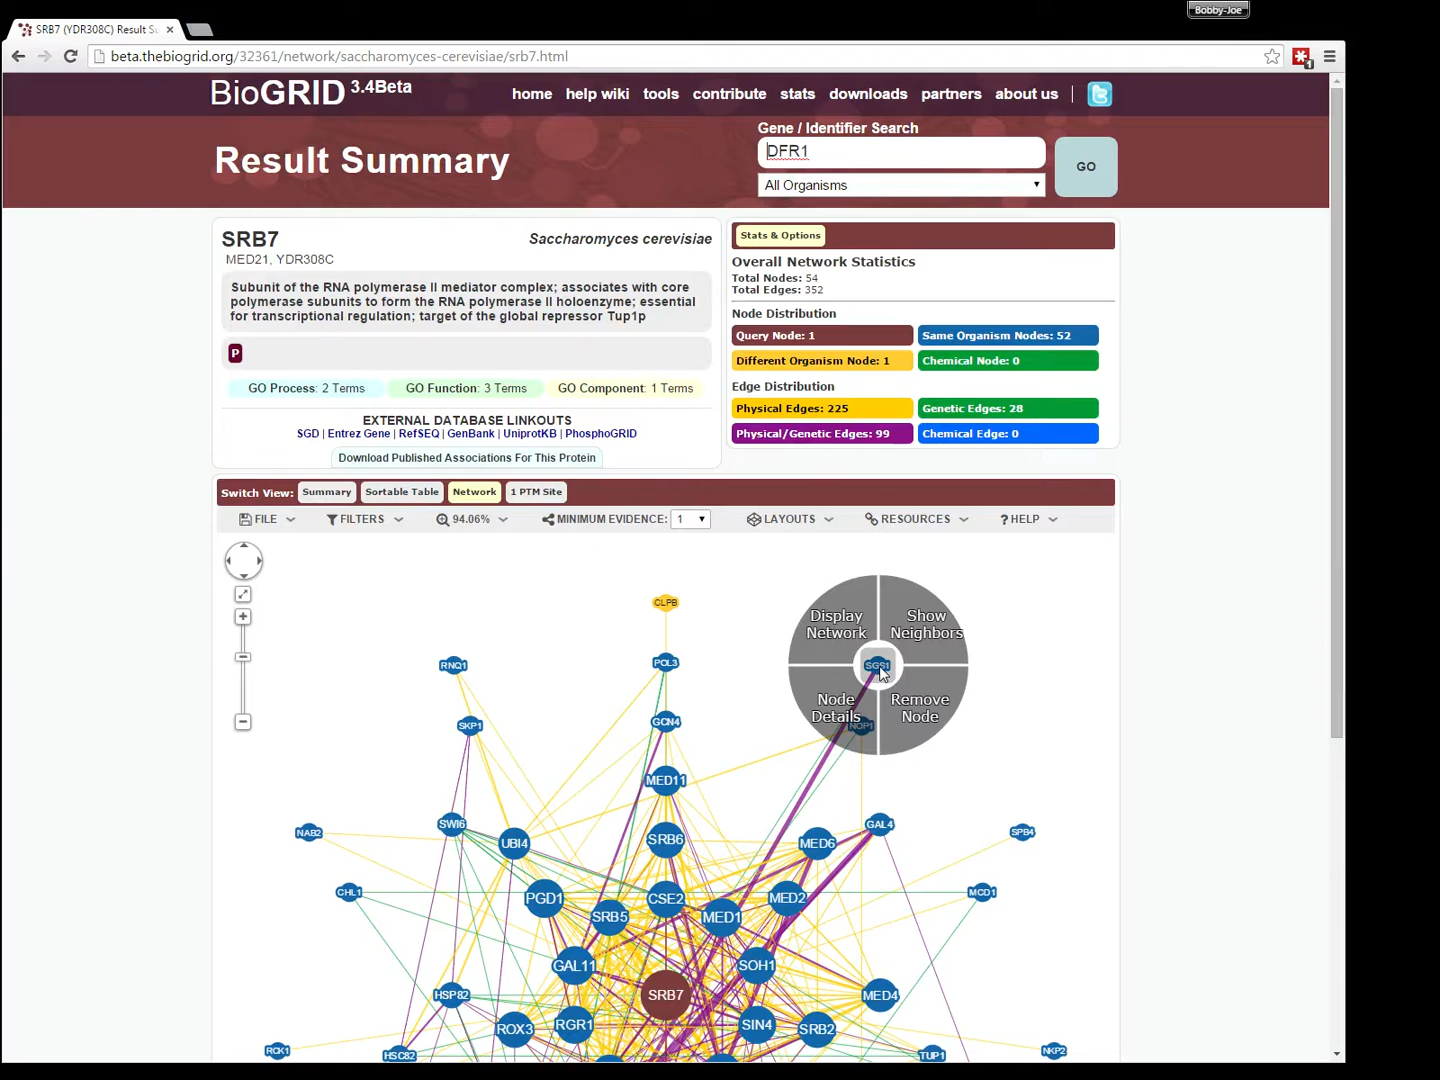 Bobby-Joe
SRB7 (YDR308C) Result Su
beta.thebiogrid.org/32361/network/saccharomyces-cerevisiae/srb7.html
1
BioGRID 3.4Beta
home help wiki tools contribute stats downloads partners about us
Result Summary
Gene / Identifier Search
DFR1
GO
All Organisms
SRB7
Saccharomyces cerevisiae
MED21, YDR308C
Subunit of the RNA polymerase II mediator complex; associates with core
polymerase subunits to form the RNA polymerase II holoenzyme; essential
for transcriptional regulation; target of the global repressor Tup1p
P
GO Process: 2 Terms GO Function: 3 Terms GO Component: 1 Terms
EXTERNAL DATABASE LINKOUTS
SGD | Entrez Gene | RefSEQ | GenBank | UniprotKB | PhosphoGRID
Download Published Associations For This Protein
Stats & Options
Overall Network Statistics
Total Nodes: 54
Total Edges: 352
Node Distribution
Query Node: 1 Same Organism Nodes: 52
Different Organism Node: 1 Chemical Node: 0
Edge Distribution
Physical Edges: 225 Genetic Edges: 28
Physical/Genetic Edges: 99 Chemical Edge: 0
Switch View: Summary Sortable Table Network 1 PTM Site
FILE FILTERS 94.06% MINIMUM EVIDENCE: 1 LAYOUTS RESOURCES ? HELP
CLPB
Display
Network
Show
Neighbors
RNQ1
POL3
SGS1
Node
Details
Remove
Node
SKP1
GCN4
NOP1
MED11
NAB2
SWI6
UBI4
SRB6
MED6
GAL4
SPB4
CHL1
PGD1
SRB5
CSE2
MED1
MED2
MCD1
GAL11
SOH1
HSP82
SRB7
MED4
ROX3
RGR1
SIN4
SRB2
HSC82
TUP1
NKP2